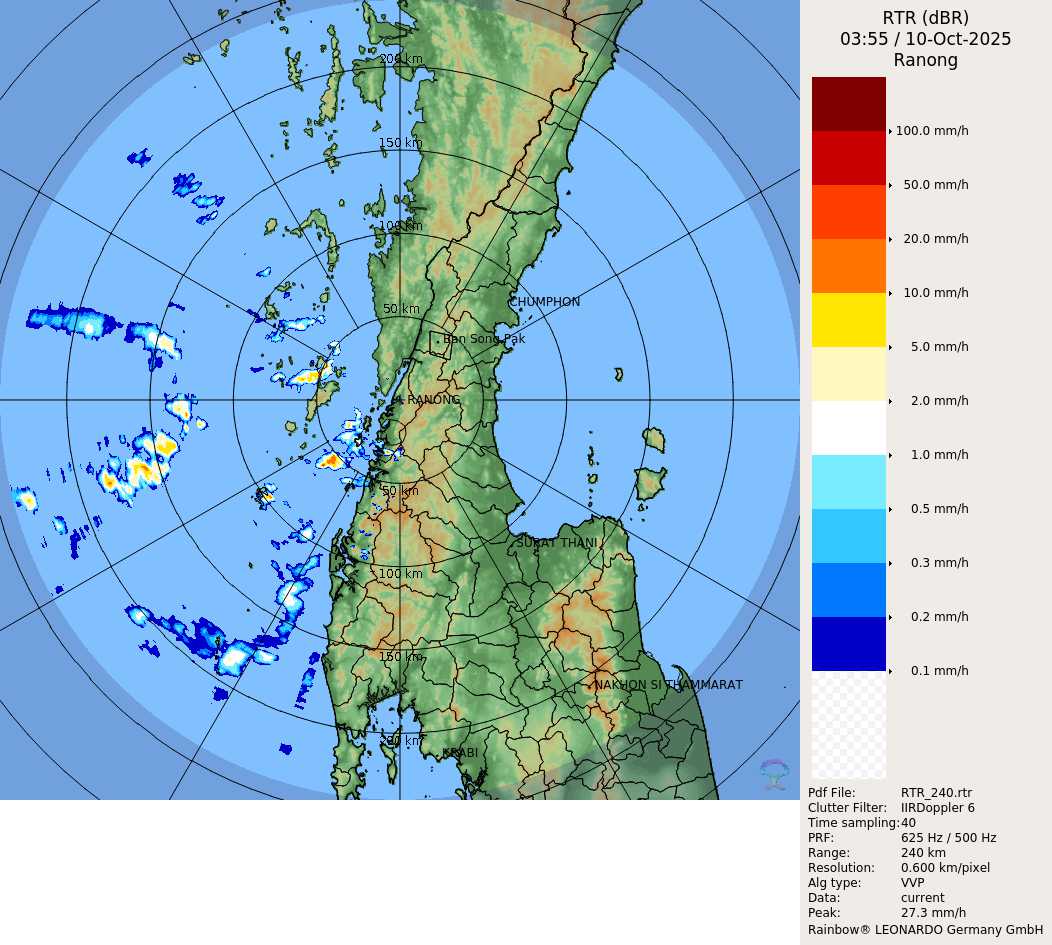 RTR (dBR)
03:55 / 10-Oct-2025
Ranong
200 km
150 km
100 km
50 km
CHUMPHON
Ban Song Pak
RANONG
50 km
SURAT THANI
100 km
150 km
NAKHON SI THAMMARAT
200 km
KRABI
100.0 mm/h
50.0 mm/h
20.0 mm/h
10.0 mm/h
5.0 mm/h
2.0 mm/h
1.0 mm/h
0.5 mm/h
0.3 mm/h
0.2 mm/h
0.1 mm/h
Pdf File: RTR_240.rtr
Clutter Filter: IIRDoppler 6
Time sampling: 40
PRF: 625 Hz / 500 Hz
Range: 240 km
Resolution: 0.600 km/pixel
Alg type: VVP
Data: current
Peak: 27.3 mm/h
Rainbow® LEONARDO Germany GmbH